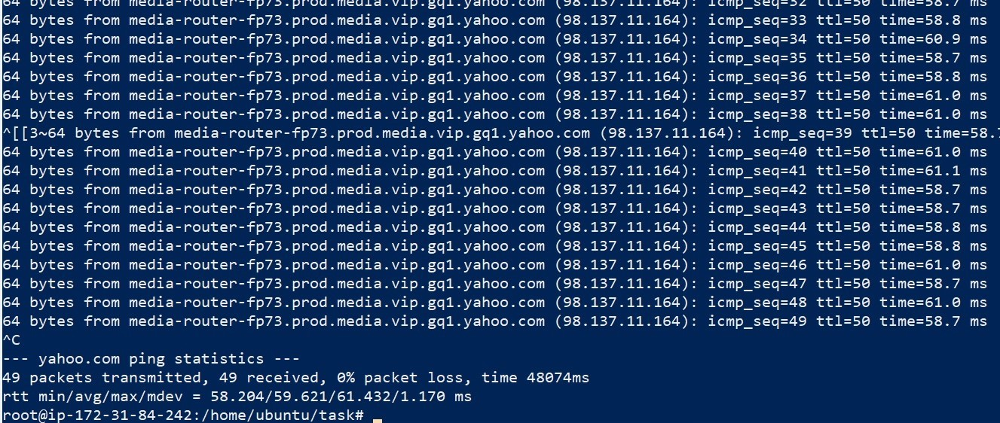 64 bytes from media-router-fp73.prod.media.vip.gq1.yahoo.com (98.137.11.164): icmp_seq=32 ttl=50 time=58.7 ms
64 bytes from media-router-fp73.prod.media.vip.gq1.yahoo.com (98.137.11.164): icmp_seq=33 ttl=50 time=58.8 ms
64 bytes from media-router-fp73.prod.media.vip.gq1.yahoo.com (98.137.11.164): icmp_seq=34 ttl=50 time=60.9 ms
64 bytes from media-router-fp73.prod.media.vip.gq1.yahoo.com (98.137.11.164): icmp_seq=35 ttl=50 time=58.7 ms
64 bytes from media-router-fp73.prod.media.vip.gq1.yahoo.com (98.137.11.164): icmp_seq=36 ttl=50 time=58.8 ms
64 bytes from media-router-fp73.prod.media.vip.gq1.yahoo.com (98.137.11.164): icmp_seq=37 ttl=50 time=61.0 ms
64 bytes from media-router-fp73.prod.media.vip.gq1.yahoo.com (98.137.11.164): icmp_seq=38 ttl=50 time=61.0 ms
^[[3~64 bytes from media-router-fp73.prod.media.vip.gq1.yahoo.com (98.137.11.164): icmp_seq=39 ttl=50 time=58.7
64 bytes from media-router-fp73.prod.media.vip.gq1.yahoo.com (98.137.11.164): icmp_seq=40 ttl=50 time=61.0 ms
64 bytes from media-router-fp73.prod.media.vip.gq1.yahoo.com (98.137.11.164): icmp_seq=41 ttl=50 time=61.1 ms
64 bytes from media-router-fp73.prod.media.vip.gq1.yahoo.com (98.137.11.164): icmp_seq=42 ttl=50 time=58.7 ms
64 bytes from media-router-fp73.prod.media.vip.gq1.yahoo.com (98.137.11.164): icmp_seq=43 ttl=50 time=58.7 ms
64 bytes from media-router-fp73.prod.media.vip.gq1.yahoo.com (98.137.11.164): icmp_seq=44 ttl=50 time=58.8 ms
64 bytes from media-router-fp73.prod.media.vip.gq1.yahoo.com (98.137.11.164): icmp_seq=45 ttl=50 time=58.8 ms
64 bytes from media-router-fp73.prod.media.vip.gq1.yahoo.com (98.137.11.164): icmp_seq=46 ttl=50 time=61.0 ms
64 bytes from media-router-fp73.prod.media.vip.gq1.yahoo.com (98.137.11.164): icmp_seq=47 ttl=50 time=58.7 ms
64 bytes from media-router-fp73.prod.media.vip.gq1.yahoo.com (98.137.11.164): icmp_seq=48 ttl=50 time=61.0 ms
64 bytes from media-router-fp73.prod.media.vip.gq1.yahoo.com (98.137.11.164): icmp_seq=49 ttl=50 time=58.7 ms
^C
--- yahoo.com ping statistics ---
49 packets transmitted, 49 received, 0% packet loss, time 48074ms
rtt min/avg/max/mdev = 58.204/59.621/61.432/1.170 ms
root@ip-172-31-84-242:/home/ubuntu/task#